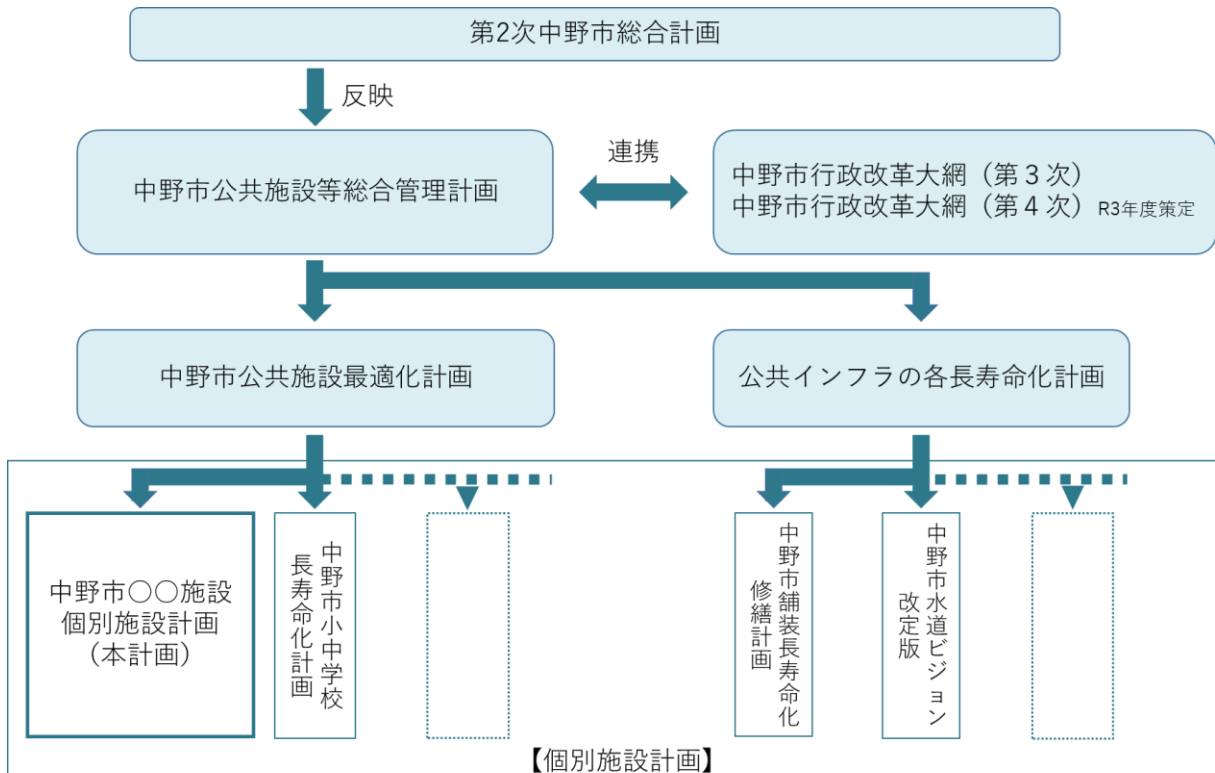 第2次中野市総合計画
反映
中野市公共施設等総合管理計画
連携
中野市行政改革大網（第３次）
中野市行政改革大網（第４次）R3年度策定
中野市公共施設最適化計画
公共インフラの各長寿命化計画
中野市○○施設
個別施設計画
（本計画）
中野市小中学校
長寿命化計画
中野市舗装長寿命化
修繕計画
中野市水道ビジョン
改定版
【個別施設計画】